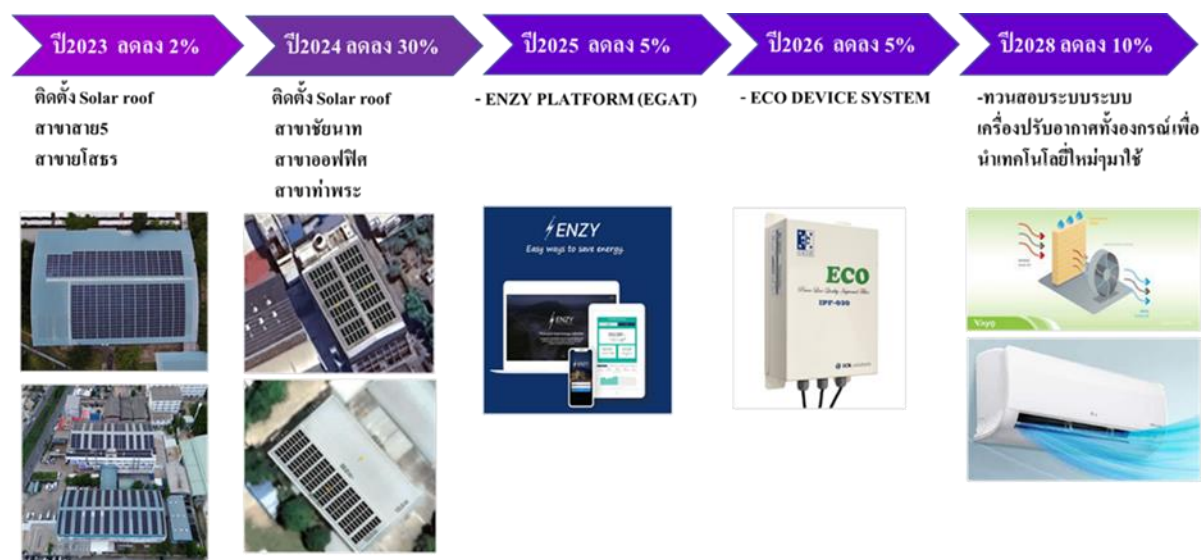 ปี2023 ลดลง 2%
ปี2024 ลดลง 30%
ปี2025 ลดลง 5%
ปี2026 ลดลง 5%
ปี2028 ลดลง 10%
ติดตั้ง Solar roof
สาขาสาย5
สาขายโสธร
ติดตั้ง Solar roof
สาขาชัยนาท
สาขาออฟฟิศ
สาขาท่าพระ
- ENZY PLATFORM (EGAT)
- ECO DEVICE SYSTEM
-ทวนสอบระบบระบบ
เครื่องปรับอากาศทั้งองกรณ์เพื่อ
นำเทคโนโลยี่ใหม่ๆมาใช้
ENZY
Easy ways to save energy.
ENZY
ECO